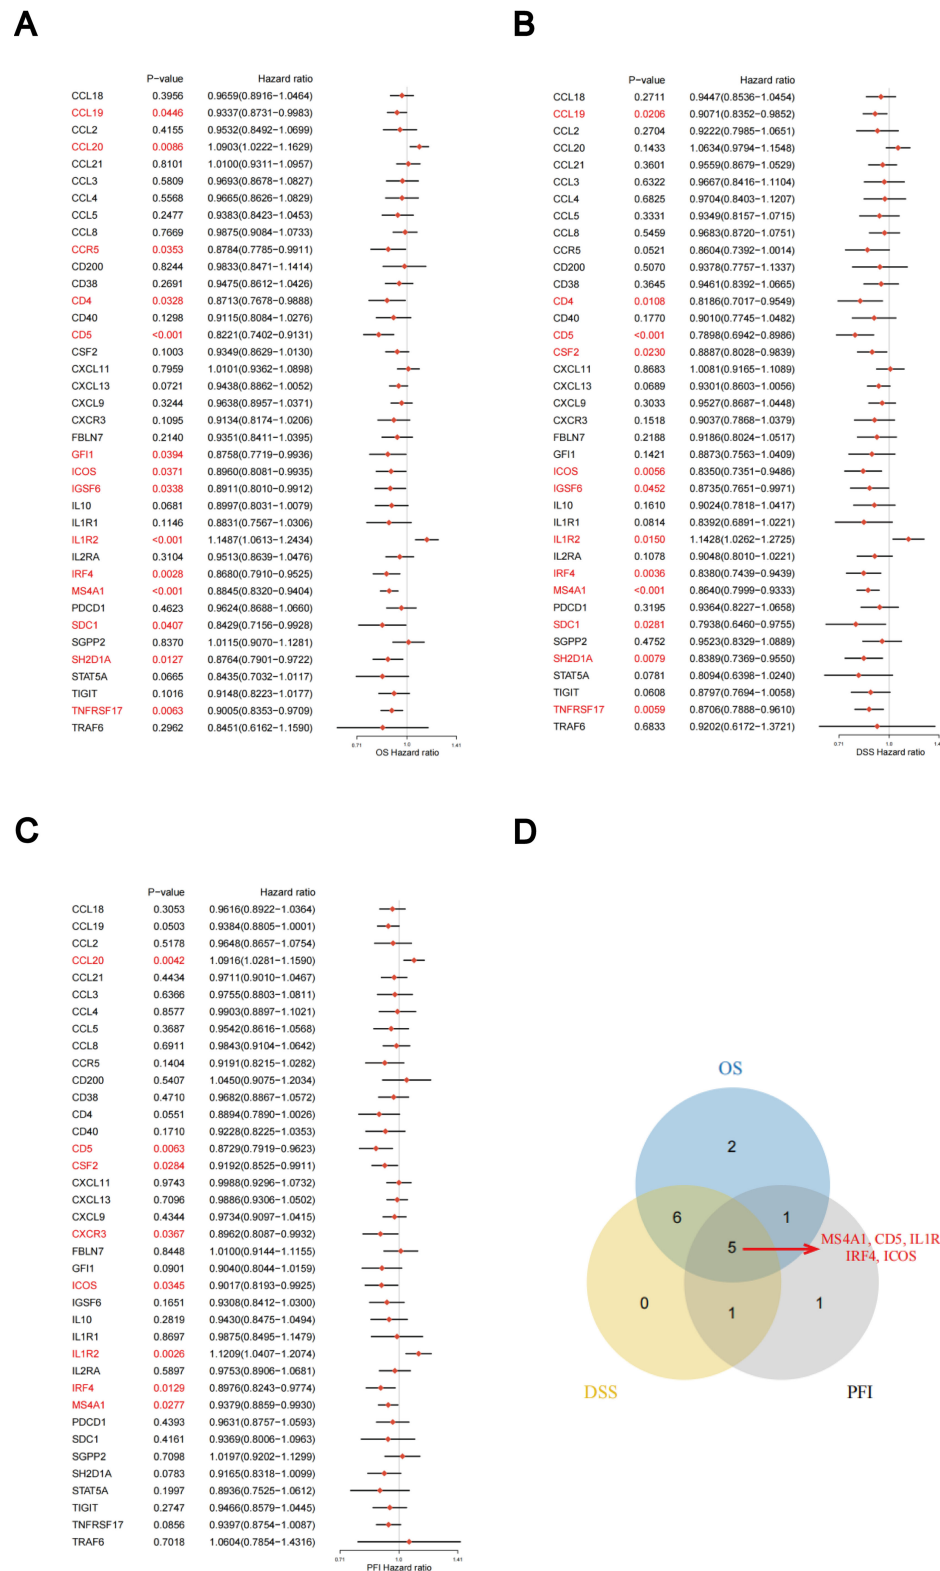 A
P-value Hazard ratio
CCL18 0.3956 0.9659(0.8916-1.0464)
CCL19 0.0446 0.9337(0.8731-0.9983)
CCL2 0.4155 0.9532(0.8492-1.0699)
CCL20 0.0086 1.0903(1.0222-1.1629)
CCL21 0.8101 1.0100(0.9311-1.0957)
CCL3 0.5809 0.9693(0.8678-1.0827)
CCL4 0.5568 0.9665(0.8626-1.0829)
CCL5 0.2477 0.9383(0.8423-1.0453)
CCL8 0.7669 0.9875(0.9084-1.0733)
CCR5 0.0353 0.8784(0.7785-0.9911)
CD200 0.8244 0.9833(0.8471-1.1414)
CD38 0.2691 0.9475(0.8612-1.0426)
CD4 0.0328 0.8713(0.7678-0.9888)
CD40 0.1298 0.9115(0.8084-1.0276)
CD5 <0.001 0.8221(0.7402-0.9131)
CSF2 0.1003 0.9349(0.8629-1.0130)
CXCL11 0.7959 1.0101(0.9362-1.0898)
CXCL13 0.0721 0.9438(0.8862-1.0052)
CXCL9 0.3244 0.9638(0.8957-1.0371)
CXCR3 0.1095 0.9134(0.8174-1.0206)
FBLN7 0.2140 0.9351(0.8411-1.0395)
GFI1 0.0394 0.8758(0.7719-0.9936)
ICOS 0.0371 0.8960(0.8081-0.9935)
IGSF6 0.0338 0.8911(0.8010-0.9912)
IL10 0.0681 0.8997(0.8031-1.0079)
IL1R1 0.1146 0.8831(0.7567-1.0306)
IL1R2 <0.001 1.1487(1.0613-1.2434)
IL2RA 0.3104 0.9513(0.8639-1.0476)
IRF4 0.0028 0.8680(0.7910-0.9525)
MS4A1 <0.001 0.8845(0.8320-0.9404)
PDCD1 0.4623 0.9624(0.8688-1.0660)
SDC1 0.0407 0.8429(0.7156-0.9928)
SGPP2 0.8370 1.0115(0.9070-1.1281)
SH2D1A 0.0127 0.8764(0.7901-0.9722)
STAT5A 0.0665 0.8435(0.7032-1.0117)
TIGIT 0.1016 0.9148(0.8223-1.0177)
TNFRSF17 0.0063 0.9005(0.8353-0.9709)
TRAF6 0.2962 0.8451(0.6162-1.1590)
0.71 1.0 1.41
OS Hazard ratio
B
P-value Hazard ratio
CCL18 0.2711 0.9447(0.8536-1.0454)
CCL19 0.0206 0.9071(0.8352-0.9852)
CCL2 0.2704 0.9222(0.7985-1.0651)
CCL20 0.1433 1.0634(0.9794-1.1548)
CCL21 0.3601 0.9559(0.8679-1.0529)
CCL3 0.6322 0.9667(0.8416-1.1104)
CCL4 0.6825 0.9704(0.8403-1.1207)
CCL5 0.3331 0.9349(0.8157-1.0715)
CCL8 0.5459 0.9683(0.8720-1.0751)
CCR5 0.0521 0.8604(0.7392-1.0014)
CD200 0.5070 0.9378(0.7757-1.1337)
CD38 0.3645 0.9461(0.8392-1.0665)
CD4 0.0108 0.8186(0.7017-0.9549)
CD40 0.1770 0.9010(0.7745-1.0482)
CD5 <0.001 0.7898(0.6942-0.8986)
CSF2 0.0230 0.8887(0.8028-0.9839)
CXCL11 0.8683 1.0081(0.9165-1.1089)
CXCL13 0.0689 0.9301(0.8603-1.0056)
CXCL9 0.3033 0.9527(0.8687-1.0448)
CXCR3 0.1518 0.9037(0.7868-1.0379)
FBLN7 0.2188 0.9186(0.8024-1.0517)
GFI1 0.1421 0.8873(0.7563-1.0409)
ICOS 0.0056 0.8350(0.7351-0.9486)
IGSF6 0.0452 0.8735(0.7651-0.9971)
IL10 0.1610 0.9024(0.7818-1.0417)
IL1R1 0.0814 0.8392(0.6891-1.0221)
IL1R2 0.0150 1.1428(1.0262-1.2725)
IL2RA 0.1078 0.9048(0.8010-1.0221)
IRF4 0.0036 0.8380(0.7439-0.9439)
MS4A1 <0.001 0.8640(0.7999-0.9333)
PDCD1 0.3195 0.9364(0.8227-1.0658)
SDC1 0.0281 0.7938(0.6460-0.9755)
SGPP2 0.4752 0.9523(0.8329-1.0889)
SH2D1A 0.0079 0.8389(0.7369-0.9550)
STAT5A 0.0781 0.8094(0.6398-1.0240)
TIGIT 0.0608 0.8797(0.7694-1.0058)
TNFRSF17 0.0059 0.8706(0.7888-0.9610)
TRAF6 0.6833 0.9202(0.6172-1.3721)
0.71 1.0 1.4
DSS Hazard ratio
C
P-value Hazard ratio
CCL18 0.3053 0.9616(0.8922-1.0364)
CCL19 0.0503 0.9384(0.8805-1.0001)
CCL2 0.5178 0.9648(0.8657-1.0754)
CCL20 0.0042 1.0916(1.0281-1.1590)
CCL21 0.4434 0.9711(0.9010-1.0467)
CCL3 0.6366 0.9755(0.8803-1.0811)
CCL4 0.8577 0.9903(0.8897-1.1021)
CCL5 0.3687 0.9542(0.8616-1.0568)
CCL8 0.6911 0.9843(0.9104-1.0642)
CCR5 0.1404 0.9191(0.8215-1.0282)
CD200 0.5407 1.0450(0.9075-1.2034)
CD38 0.4710 0.9682(0.8867-1.0572)
CD4 0.0551 0.8894(0.7890-1.0026)
CD40 0.1710 0.9228(0.8225-1.0353)
CD5 0.0063 0.8729(0.7919-0.9623)
CSF2 0.0284 0.9192(0.8525-0.9911)
CXCL11 0.9743 0.9988(0.9296-1.0732)
CXCL13 0.7096 0.9886(0.9306-1.0502)
CXCL9 0.4344 0.9734(0.9097-1.0415)
CXCR3 0.0367 0.8962(0.8087-0.9932)
FBLN7 0.8448 1.0100(0.9144-1.1155)
GFI1 0.0901 0.9040(0.8044-1.0159)
ICOS 0.0345 0.9017(0.8193-0.9925)
IGSF6 0.1651 0.9308(0.8412-1.0300)
IL10 0.2819 0.9430(0.8475-1.0494)
IL1R1 0.8697 0.9875(0.8495-1.1479)
IL1R2 0.0026 1.1209(1.0407-1.2074)
IL2RA 0.5897 0.9753(0.8906-1.0681)
IRF4 0.0129 0.8976(0.8243-0.9774)
MS4A1 0.0277 0.9379(0.8859-0.9930)
PDCD1 0.4393 0.9631(0.8757-1.0593)
SDC1 0.4161 0.9369(0.8006-1.0963)
SGPP2 0.7098 1.0197(0.9202-1.1299)
SH2D1A 0.0783 0.9165(0.8318-1.0099)
STAT5A 0.1997 0.8936(0.7525-1.0612)
TIGIT 0.2747 0.9466(0.8579-1.0445)
TNFRSF17 0.0856 0.9397(0.8754-1.0087)
TRAF6 0.7018 1.0604(0.7854-1.4316)
0.71 1.0 1.41
PFI Hazard ratio
D
OS
2
6 1
5
MS4A1, CD5, IL1R
IRF4, ICOS
0 1 1
DSS PFI